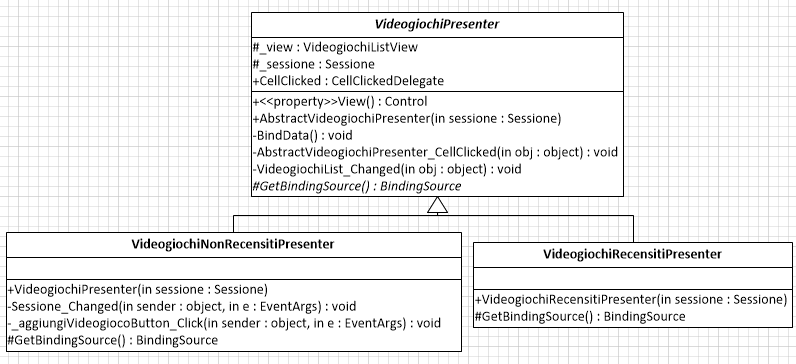 VideogiochiPresenter
#_view : VideogiochiListView
#_sessione : Sessione
+CellClicked : CellClickedDelegate
+<<property>>View() : Control
+AbstractVideogiochiPresenter(in sessione : Sessione)
-BindData() : void
-AbstractVideogiochiPresenter_CellClicked(in obj : object) : void
-VideogiochiList_Changed(in obj : object) : void
#GetBindingSource() : BindingSource
VideogiochiNonRecensitiPresenter
+VideogiochiPresenter(in sessione : Sessione)
-Sessione_Changed(in sender : object, in e : EventArgs) : void
-_aggiungiVideogiocoButton_Click(in sender : object, in e : EventArgs) : void
#GetBindingSource() : BindingSource
VideogiochiRecensitiPresenter
+VideogiochiRecensitiPresenter(in sessione : Sessione)
#GetBindingSource() : BindingSource